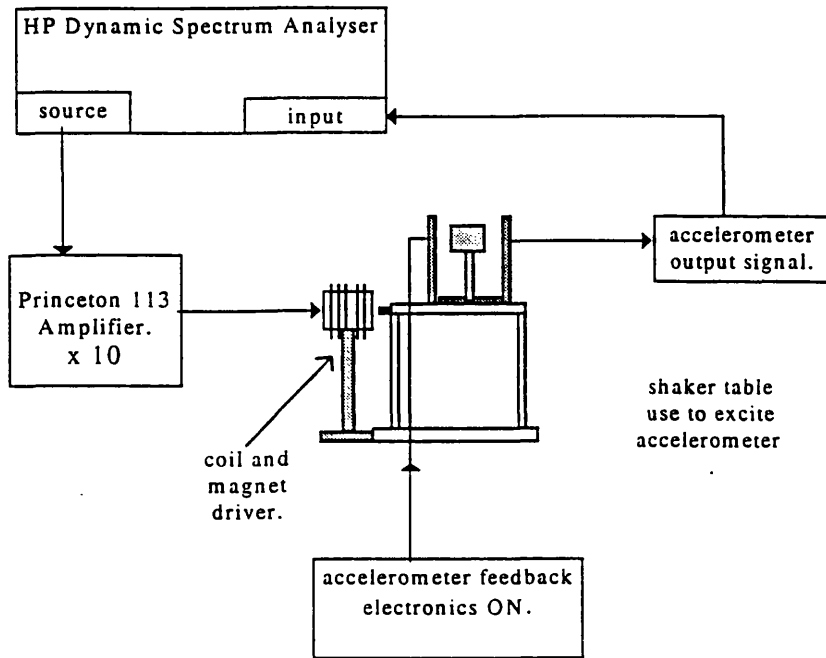 HP Dynamic Spectrum Analyser
source
input
accelerometer
output signal.
Princeton 113
Amplifier.
x 10
shaker table
use to excite
accelerometer
coil and
magnet
driver.
accelerometer feedback
electronics ON.